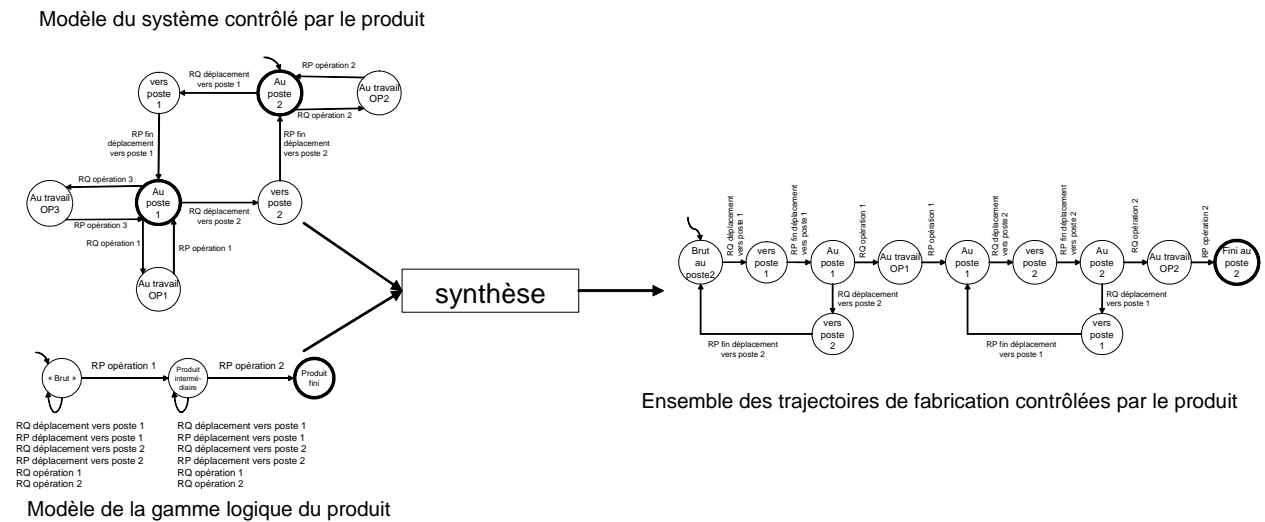 Modèle du système contrôlé par le produit
vers
poste
1
RQ déplacement
vers poste 1
Au
poste
2
RP opération 2
Au travail
OP2
RQ opération 2
RP fin
déplacement
vers poste 1
RP fin
déplacement
vers poste 2
Au travail
OP3
RQ opération 3
RP opération 3
Au
poste
1
RQ déplacement
vers poste 2
vers
poste
2
RQ opération 1
RP opération 1
Au travail
OP1
synthèse
« Brut »
RP opération 1
Produit
intermé-
diaire
RP opération 2
Produit
fini
RQ déplacement vers poste 1
RP déplacement vers poste 1
RQ déplacement vers poste 2
RP déplacement vers poste 2
RQ opération 1
RQ opération 2
RQ déplacement vers poste 1
RP déplacement vers poste 1
RQ déplacement vers poste 2
RP déplacement vers poste 2
RQ opération 1
RQ opération 2
Modèle de la gamme logique du produit
Brut
au
poste2
RQ déplacement
vers poste 1
vers
poste
1
RP fin déplacement
vers poste 1
Au
poste
1
RQ opération 1
Au travail
OP1
RP opération 1
Au
poste
1
RQ déplacement
vers poste 2
vers
poste
2
RP fin déplacement
vers poste 2
Au
poste
2
RQ opération 2
Au travail
OP2
RP opération 2
Fini au
poste
2
RQ déplacement
vers poste 2
vers
poste
2
RP fin déplacement
vers poste 2
RQ déplacement
vers poste 1
vers
poste
1
RP fin déplacement
vers poste 1
Ensemble des trajectoires de fabrication contrôlées par le produit